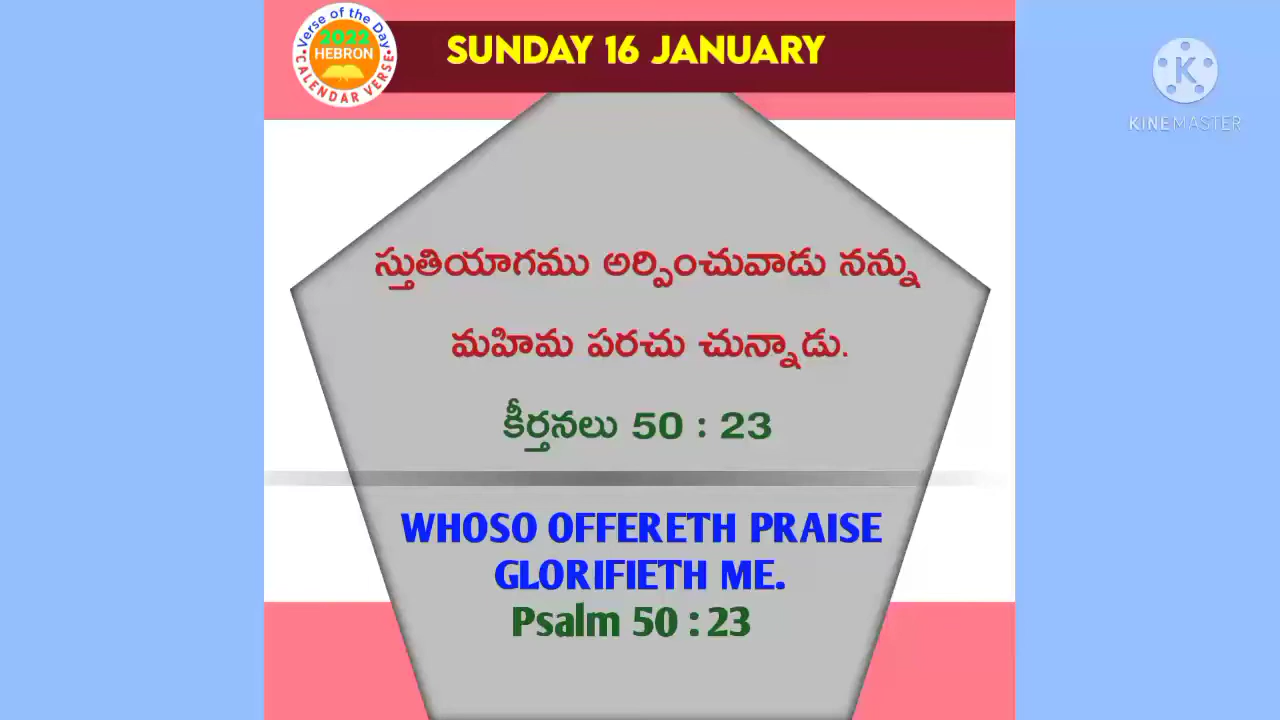 Verse of the Day
2022
HEBRON
CALENDAR VERSE
SUNDAY 16 JANUARY
KINEMASTER
స్తుతియాగము అర్పించువాడు నన్ను
మహిమ పరచు చున్నాడు.
కీర్తనలు 50 : 23
WHOSO OFFERETH PRAISE
GLORIFIETH ME.
Psalm 50 : 23